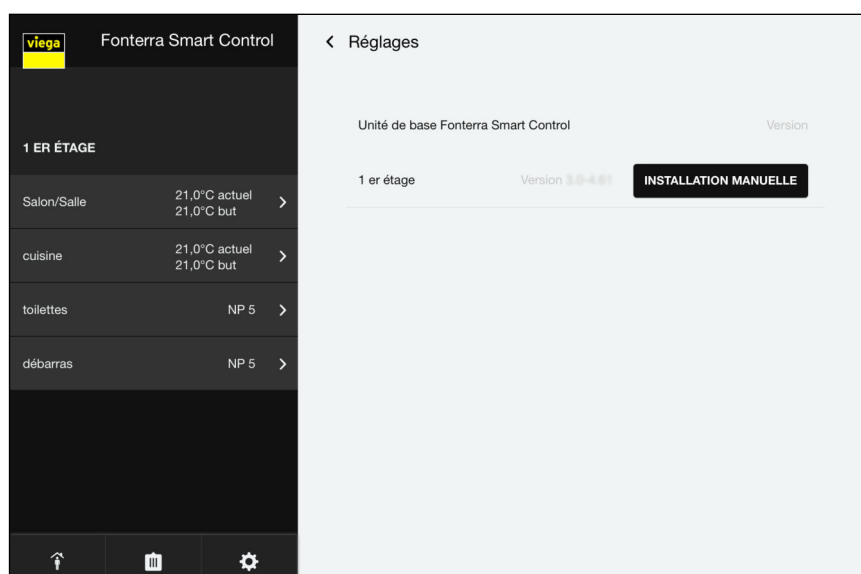 viega
Fonterra Smart Control
Réglages
1 ER ÉTAGE
Salon/Salle
21,0°C actuel
21,0°C but
cuisine
21,0°C actuel
21,0°C but
toilettes
NP 5
débarras
NP 5
Unité de base Fonterra Smart Control
Version
1 er étage
Version
INSTALLATION MANUELLE